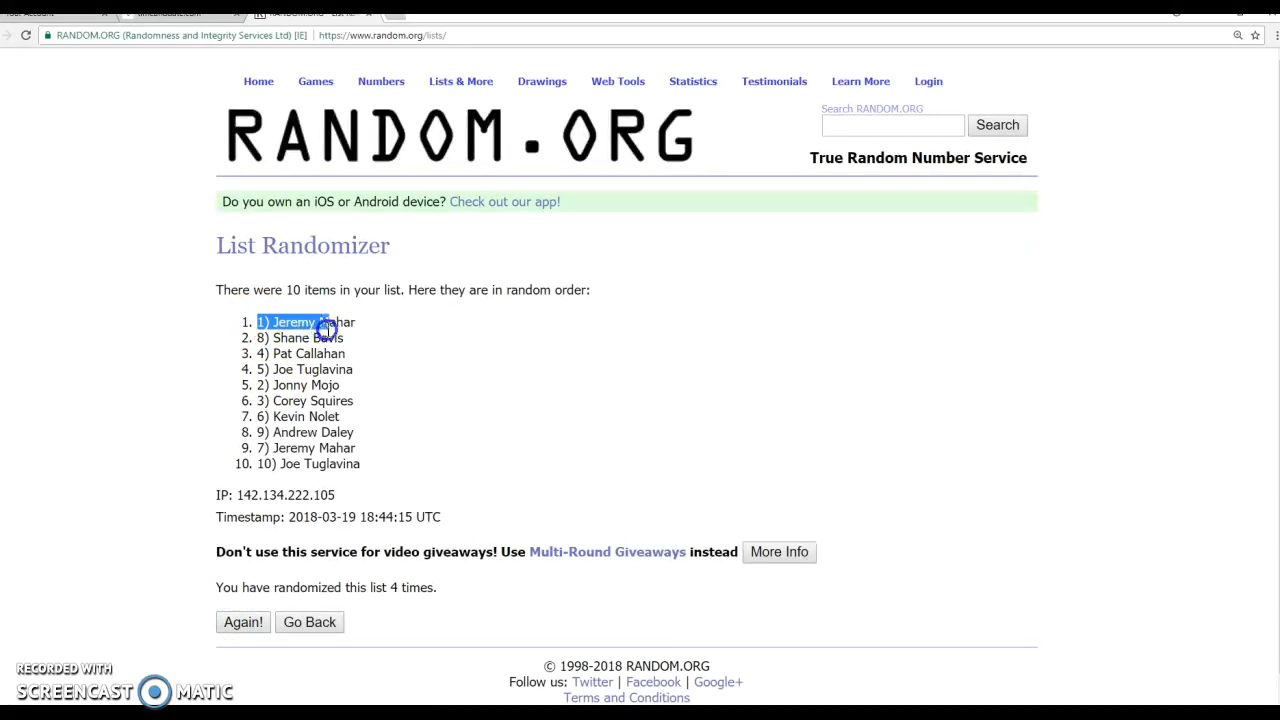 RANDOM.ORG (Randomness and Integrity Services Ltd) [IE] https://www.random.org/lists/
Home Games Numbers Lists & More Drawings Web Tools Statistics Testimonials Learn More Login
RANDOM.ORG
Search RANDOM.ORG
Search
True Random Number Service
Do you own an iOS or Android device? Check out our app!
List Randomizer
There were 10 items in your list. Here they are in random order:
1. 1) Jeremy Mahar
2. 8) Shane Davis
3. 4) Pat Callahan
4. 5) Joe Tuglavina
5. 2) Jonny Mojo
6. 3) Corey Squires
7. 6) Kevin Nolet
8. 9) Andrew Daley
9. 7) Jeremy Mahar
10. 10) Joe Tuglavina
IP: 142.134.222.105
Timestamp: 2018-03-19 18:44:15 UTC
Don't use this service for video giveaways! Use Multi-Round Giveaways instead More Info
You have randomized this list 4 times.
Again! Go Back
© 1998-2018 RANDOM.ORG
Follow us: Twitter | Facebook | Google+
Terms and Conditions
RECORDED WITH
SCREENCAST MATIC